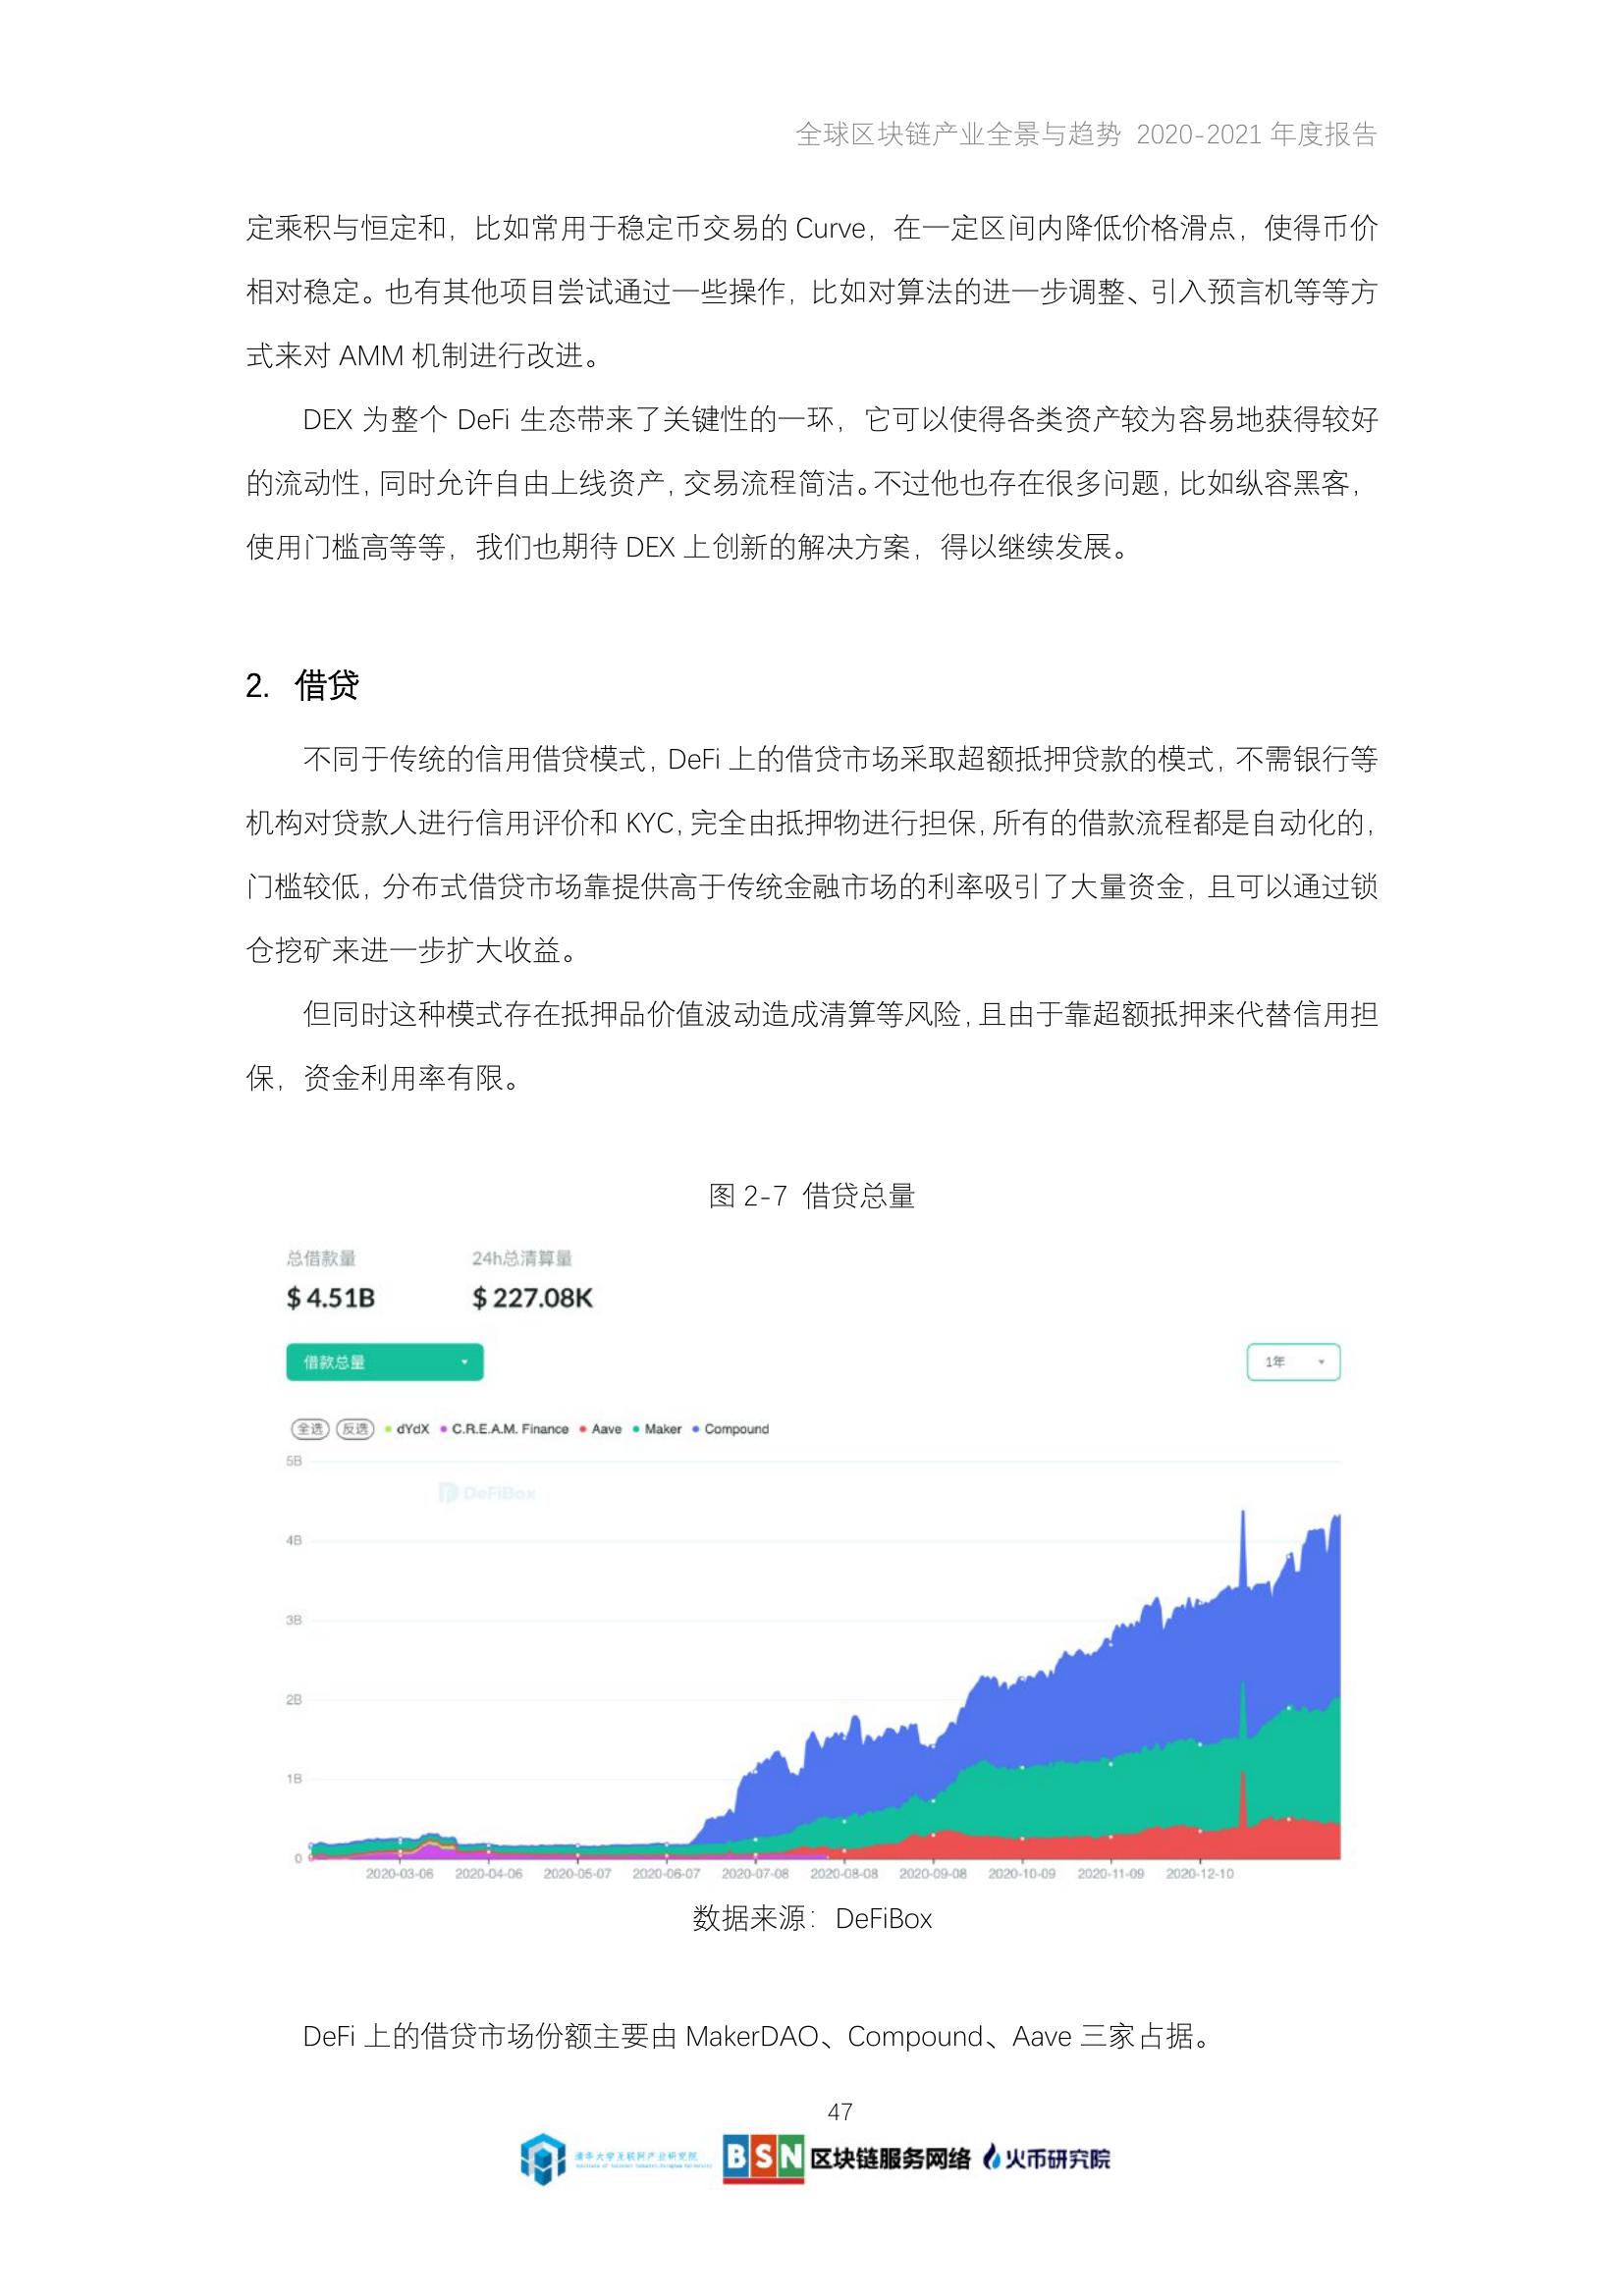 全球区块链产业全景与趋势 2020-2021 年度报告
定乘积与恒定和，比如常用于稳定币交易的 Curve，在一定区间内降低价格滑点，使得币价
相对稳定。也有其他项目尝试通过一些操作，比如对算法的进一步调整、引入预言机等等方
式来对 AMM 机制进行改进。
DEX 为整个 DeFi 生态带来了关键性的一环，它可以使得各类资产较为容易地获得较好
的流动性，同时允许自由上线资产，交易流程简洁。不过他也存在很多问题，比如纵容黑客，
使用门槛高等等，我们也期待 DEX 上创新的解决方案，得以继续发展。
2. 借贷
不同于传统的信用借贷模式，DeFi 上的借贷市场采取超额抵押贷款的模式，不需银行等
机构对贷款人进行信用评价和 KYC，完全由抵押物进行担保，所有的借款流程都是自动化的，
门槛较低，分布式借贷市场靠提供高于传统金融市场的利率吸引了大量资金，且可以通过锁
仓挖矿来进一步扩大收益。
但同时这种模式存在抵押品价值波动造成清算等风险，且由于靠超额抵押来代替信用担
保，资金利用率有限。
图 2-7 借贷总量
总借款量 24h总清算量
$ 4.51B $ 227.08K
借款总量 1年
全选 反选 dYdX C.R.E.A.M. Finance Aave Maker Compound
5B
DeFiBox
4B
3B
2B
1B
0
2020-03-06 2020-04-06 2020-05-07 2020-06-07 2020-07-08 2020-08-08 2020-09-08 2020-10-09 2020-11-09 2020-12-10
数据来源：DeFiBox
DeFi 上的借贷市场份额主要由 MakerDAO、Compound、Aave 三家占据。
47
清华大学互联网产业研究院 BSN 区块链服务网络 火币研究院